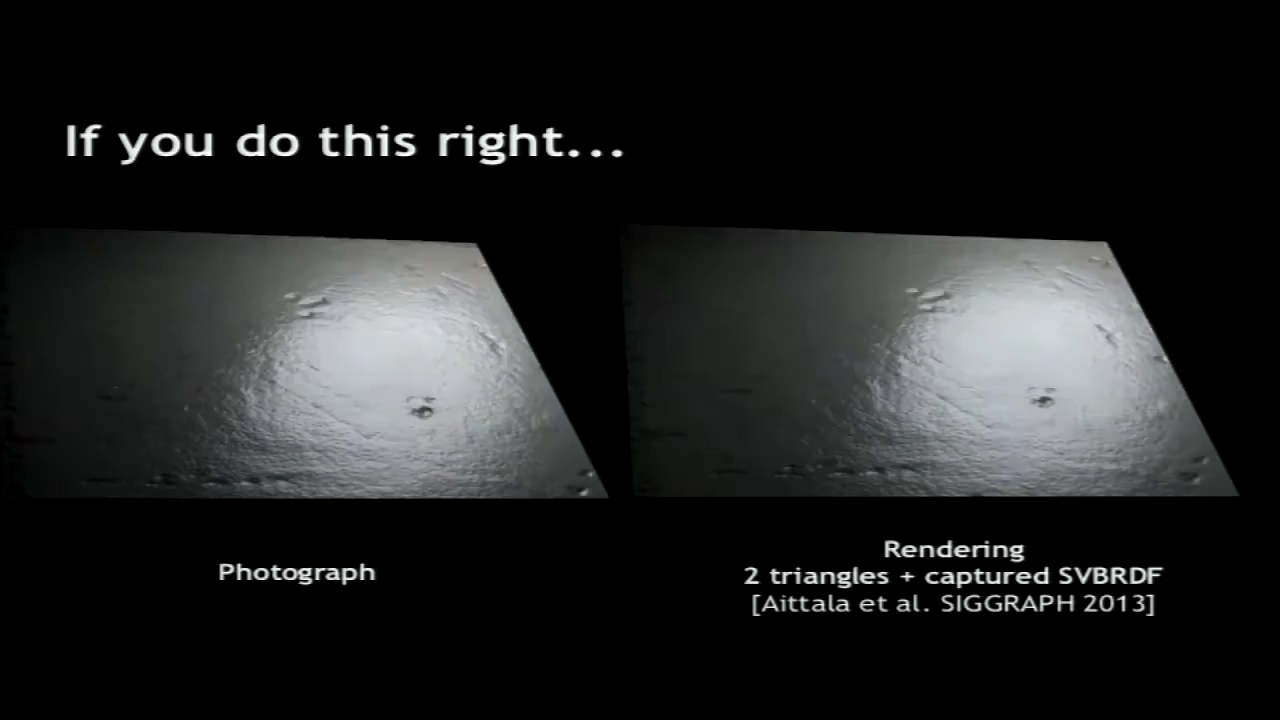 If you do this right...
Photograph
Rendering
2 triangles + captured SVBRDF
[Aittala et al. SIGGRAPH 2013]